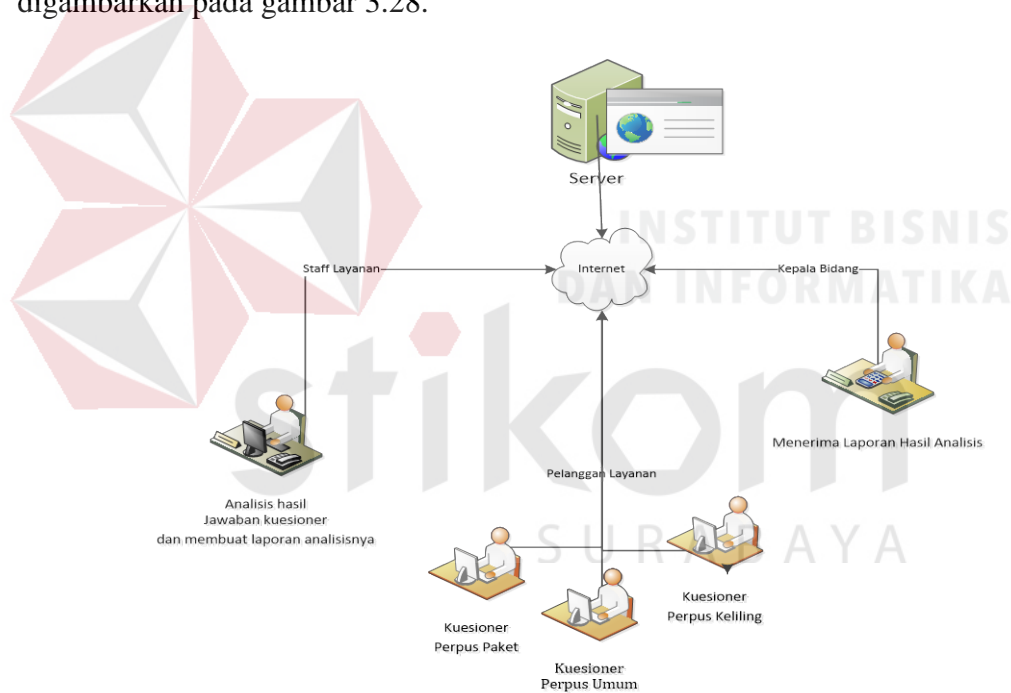 digambarkan pada gambar 3.28.
Server
INSTITUT BISNIS
DAN INFORMATIKA
stikom
SURABAYA
Staff Layanan
Internet
Kepala Bidang
Menerima Laporan Hasil Analisis
Pelanggan Layanan
Analisis hasil
Jawaban kuesioner
dan membuat laporan analisisnya
Kuesioner
Perpus Keliling
Kuesioner
Perpus Paket
Kuesioner
Perpus Umum